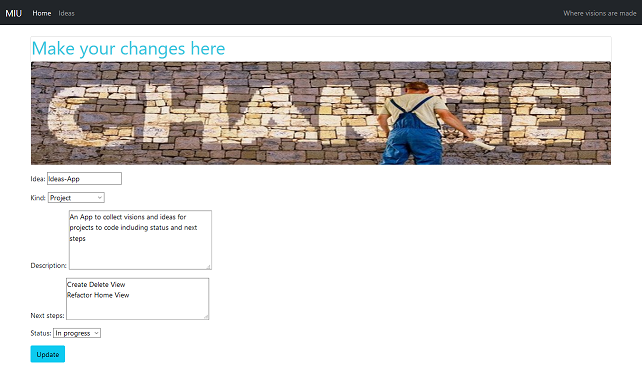 MIU Home Ideas Where visions are made
Make your changes here
CHANGE
Idea: Ideas-App
Kind: Project
An App to collect visions and ideas for
projects to code including status and next
steps
Description:
Create Delete View
Refactor Home View
Next steps:
Status: In progress
Update